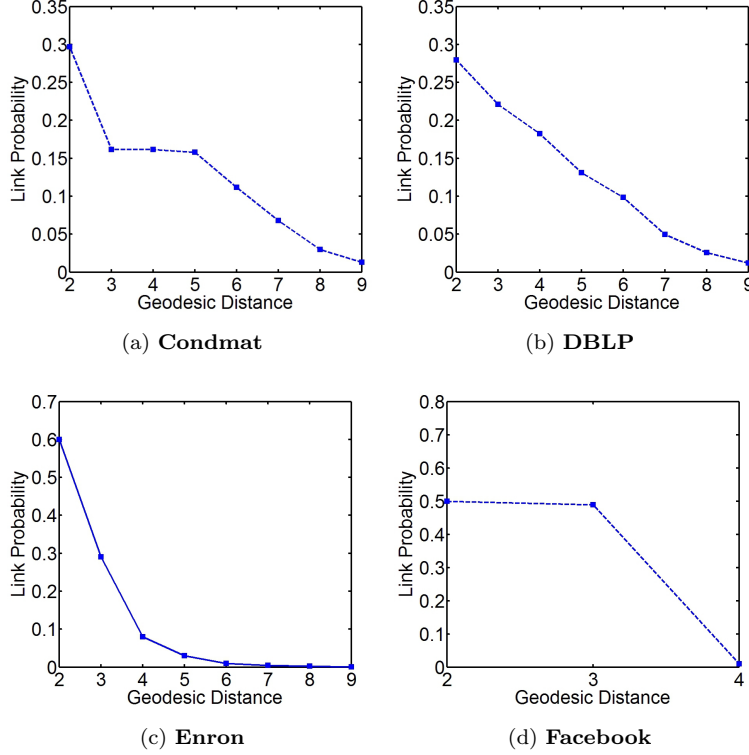 0.35
0.3
0.25
0.2
0.15
0.1
0.05
0
Link Probability
2 3 4 5 6 7 8 9
Geodesic Distance
(a) Condmat
0.35
0.3
0.25
0.2
0.15
0.1
0.05
0
Link Probability
2 3 4 5 6 7 8 9
Geodesic Distance
(b) DBLP
0.7
0.6
0.5
0.4
0.3
0.2
0.1
0
Link Probability
2 3 4 5 6 7 8 9
Geodesic Distance
(c) Enron
0.8
0.7
0.6
0.5
0.4
0.3
0.2
0.1
0
Link Probability
2 3 4
Geodesic Distance
(d) Facebook